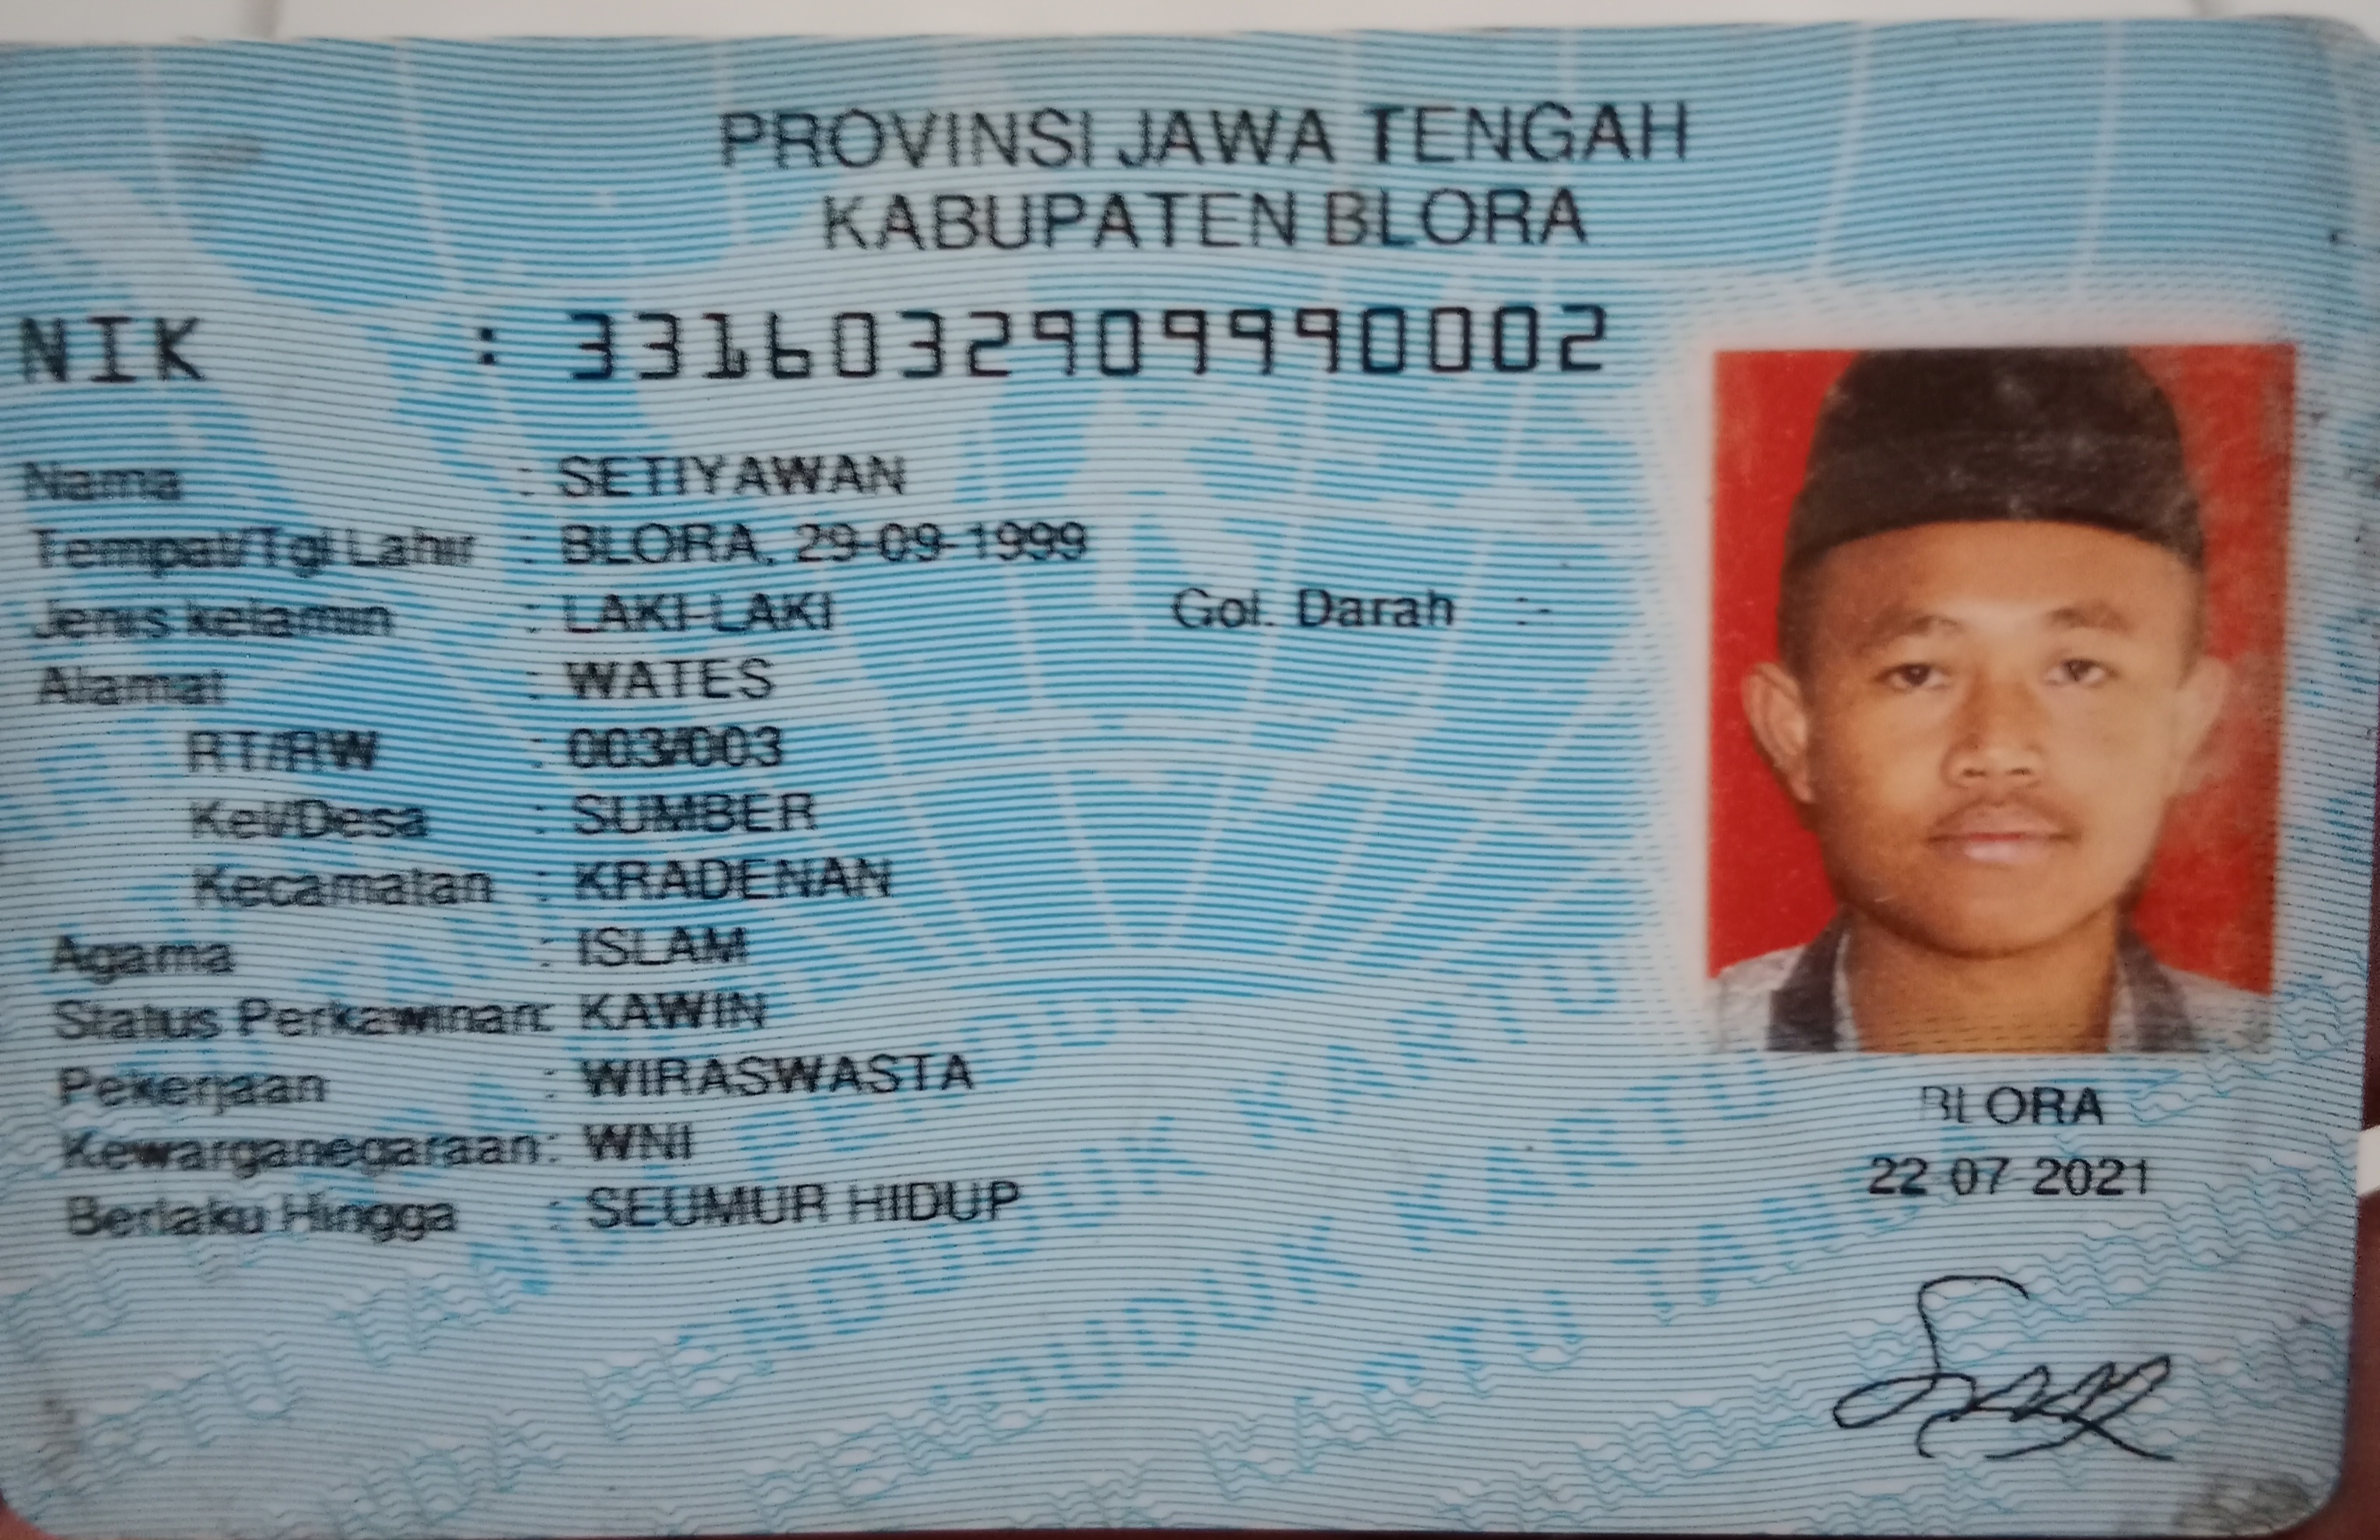 PROVINSI JAWA TENGAH
KABUPATEN BLORA
NIK : 3316032909990002
Nama : SETIYAWAN
Tempat/Tgl Lahir : BLORA, 29-09-1999
Jenis kelamin : LAKI-LAKI Gol. Darah : -
Alamat : WATES
RT/RW : 003/003
Kel/Desa : SUMBER
Kecamatan : KRADENAN
Agama : ISLAM
Status Perkawinan: KAWIN
Pekerjaan : WIRASWASTA
Kewarganegaraan: WNI
Berlaku Hingga : SEUMUR HIDUP
BLORA
22-07-2021